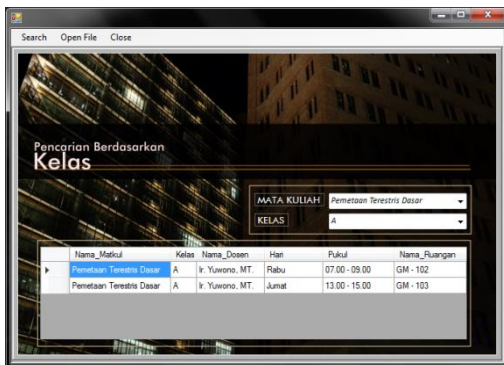 Search Open File Close
Pencarian Berdasarkan
Kelas
MATA KULIAH Pemetaan Terestris Dasar
KELAS A
Nama_Matkul Kelas Nama_Dosen Hari Pukul Nama_Ruangan
Pemetaan Terestris Dasar A Ir. Yuwono, MT. Rabu 07.00 - 09.00 GM - 102
Pemetaan Terestris Dasar A Ir. Yuwono, MT. Jumat 13.00 - 15.00 GM - 103